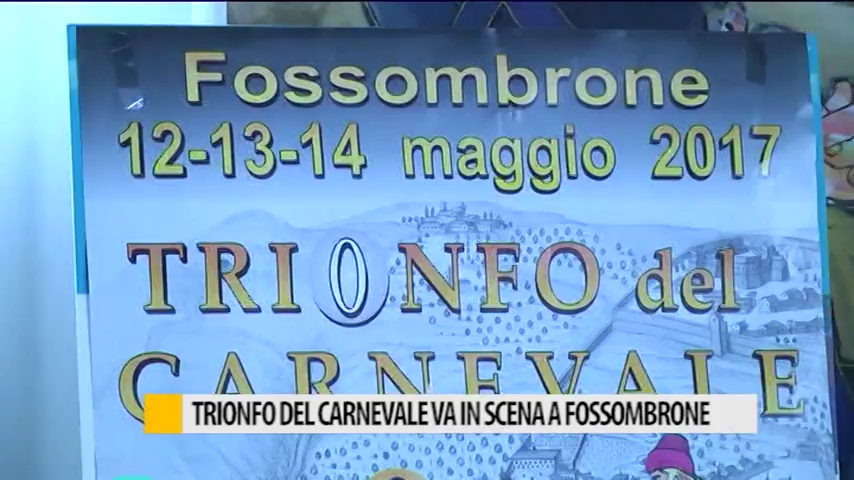 Fossombrone
12-13-14 maggio 2017
TRIONFO del
CARNEVALE
TRIONFO DEL CARNEVALE VA IN SCENA A FOSSOMBRONE